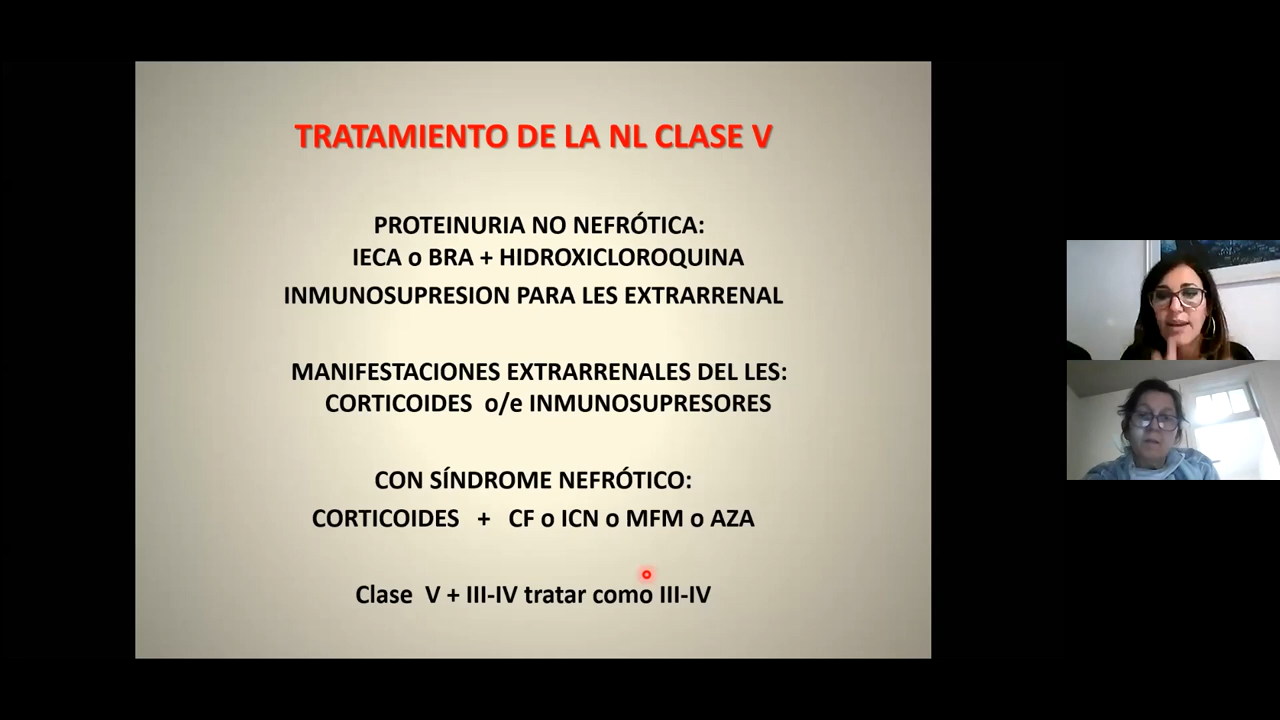 TRATAMIENTO DE LA NL CLASE V
PROTEINURIA NO NEFRÓTICA:
IECA o BRA + HIDROXICLOROQUINA
INMUNOSUPRESION PARA LES EXTRARRENAL
MANIFESTACIONES EXTRARRENALES DEL LES:
CORTICOIDES o/e INMUNOSUPRESORES
CON SÍNDROME NEFRÓTICO:
CORTICOIDES + CF o ICN o MFM o AZA
Clase V + III-IV tratar como III-IV